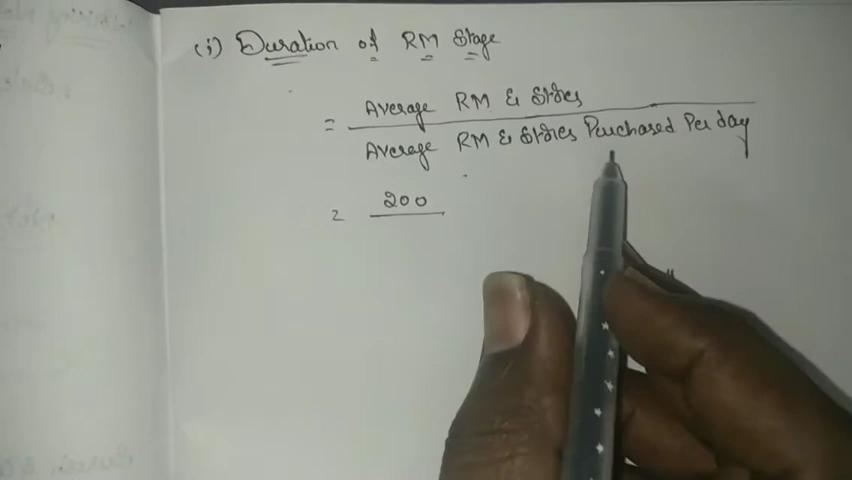 (i) Duration of RM Stage
= Average RM & Stores
Average RM & Stores Purchased Per day
= 200